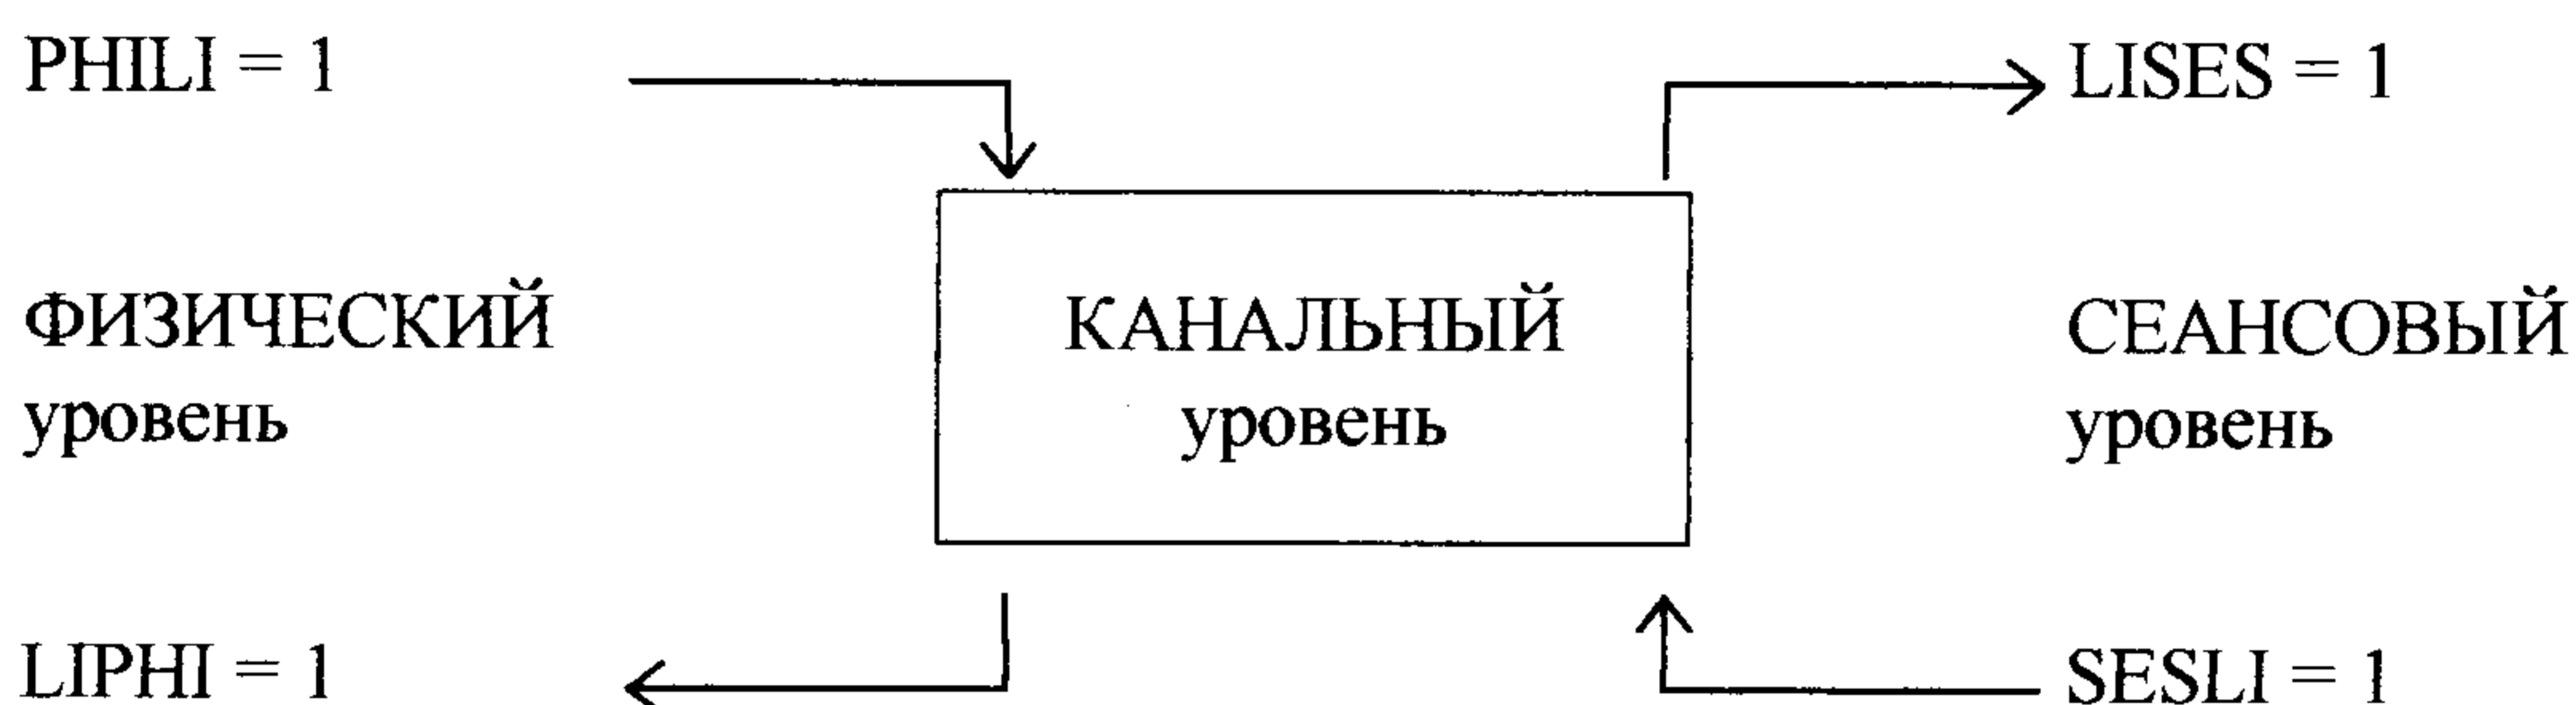 PHILI = 1
LISES = 1
ФИЗИЧЕСКИЙ
уровень
КАНАЛЬНЫЙ
уровень
СЕАНСОВЫЙ
уровень
LIPHI = 1
SESLI = 1